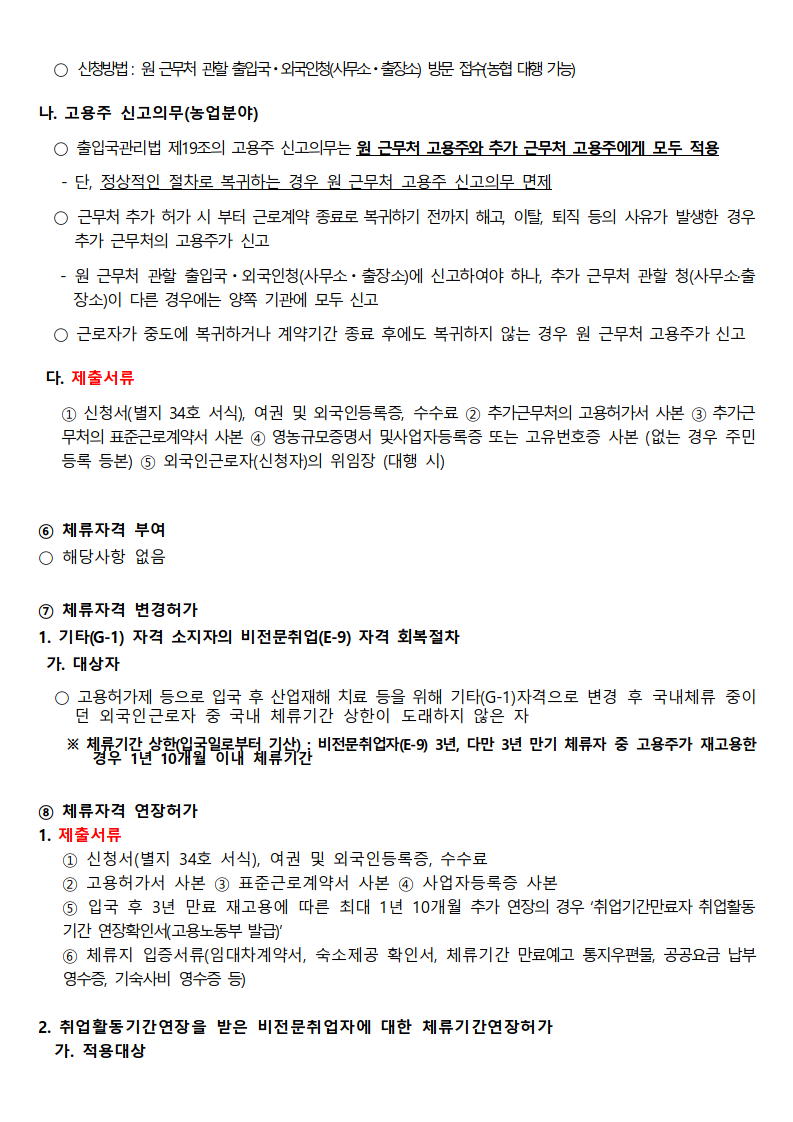 ○ 신청방법 : 원 근무처 관할 출입국・외국인청(사무소・출장소) 방문 접수(농협 대행 가능)
나. 고용주 신고의무(농업분야)
○ 출입국관리법 제19조의 고용주 신고의무는 원 근무처 고용주와 추가 근무처 고용주에게 모두 적용
- 단, 정상적인 절차로 복귀하는 경우 원 근무처 고용주 신고의무 면제
○ 근무처 추가 허가 시 부터 근로계약 종료로 복귀하기 전까지 해고, 이탈, 퇴직 등의 사유가 발생한 경우
추가 근무처의 고용주가 신고
- 원 근무처 관할 출입국・외국인청(사무소・출장소)에 신고하여야 하나, 추가 근무처 관할 청(사무소·출
장소)이 다른 경우에는 양쪽 기관에 모두 신고
○ 근로자가 중도에 복귀하거나 계약기간 종료 후에도 복귀하지 않는 경우 원 근무처 고용주가 신고
다. 제출서류
① 신청서(별지 34호 서식), 여권 및 외국인등록증, 수수료 ② 추가근무처의 고용허가서 사본 ③ 추가근
무처의 표준근로계약서 사본 ④ 영농규모증명서 및사업자등록증 또는 고유번호증 사본 (없는 경우 주민
등록 등본) ⑤ 외국인근로자(신청자)의 위임장 (대행 시)
⑥ 체류자격 부여
○ 해당사항 없음
⑦ 체류자격 변경허가
1. 기타(G-1) 자격 소지자의 비전문취업(E-9) 자격 회복절차
가. 대상자
○ 고용허가제 등으로 입국 후 산업재해 치료 등을 위해 기타(G-1)자격으로 변경 후 국내체류 중이
던 외국인근로자 중 국내 체류기간 상한이 도래하지 않은 자
※ 체류기간 상한(입국일로부터 기산) : 비전문취업자(E-9) 3년, 다만 3년 만기 체류자 중 고용주가 재고용한
경우 1년 10개월 이내 체류기간
⑧ 체류자격 연장허가
1. 제출서류
① 신청서(별지 34호 서식), 여권 및 외국인등록증, 수수료
② 고용허가서 사본 ③ 표준근로계약서 사본 ④ 사업자등록증 사본
⑤ 입국 후 3년 만료 재고용에 따른 최대 1년 10개월 추가 연장의 경우 ‘취업기간만료자 취업활동
기간 연장확인서(고용노동부 발급)’
⑥ 체류지 입증서류(임대차계약서, 숙소제공 확인서, 체류기간 만료예고 통지우편물, 공공요금 납부
영수증, 기숙사비 영수증 등)
2. 취업활동기간연장을 받은 비전문취업자에 대한 체류기간연장허가
가. 적용대상